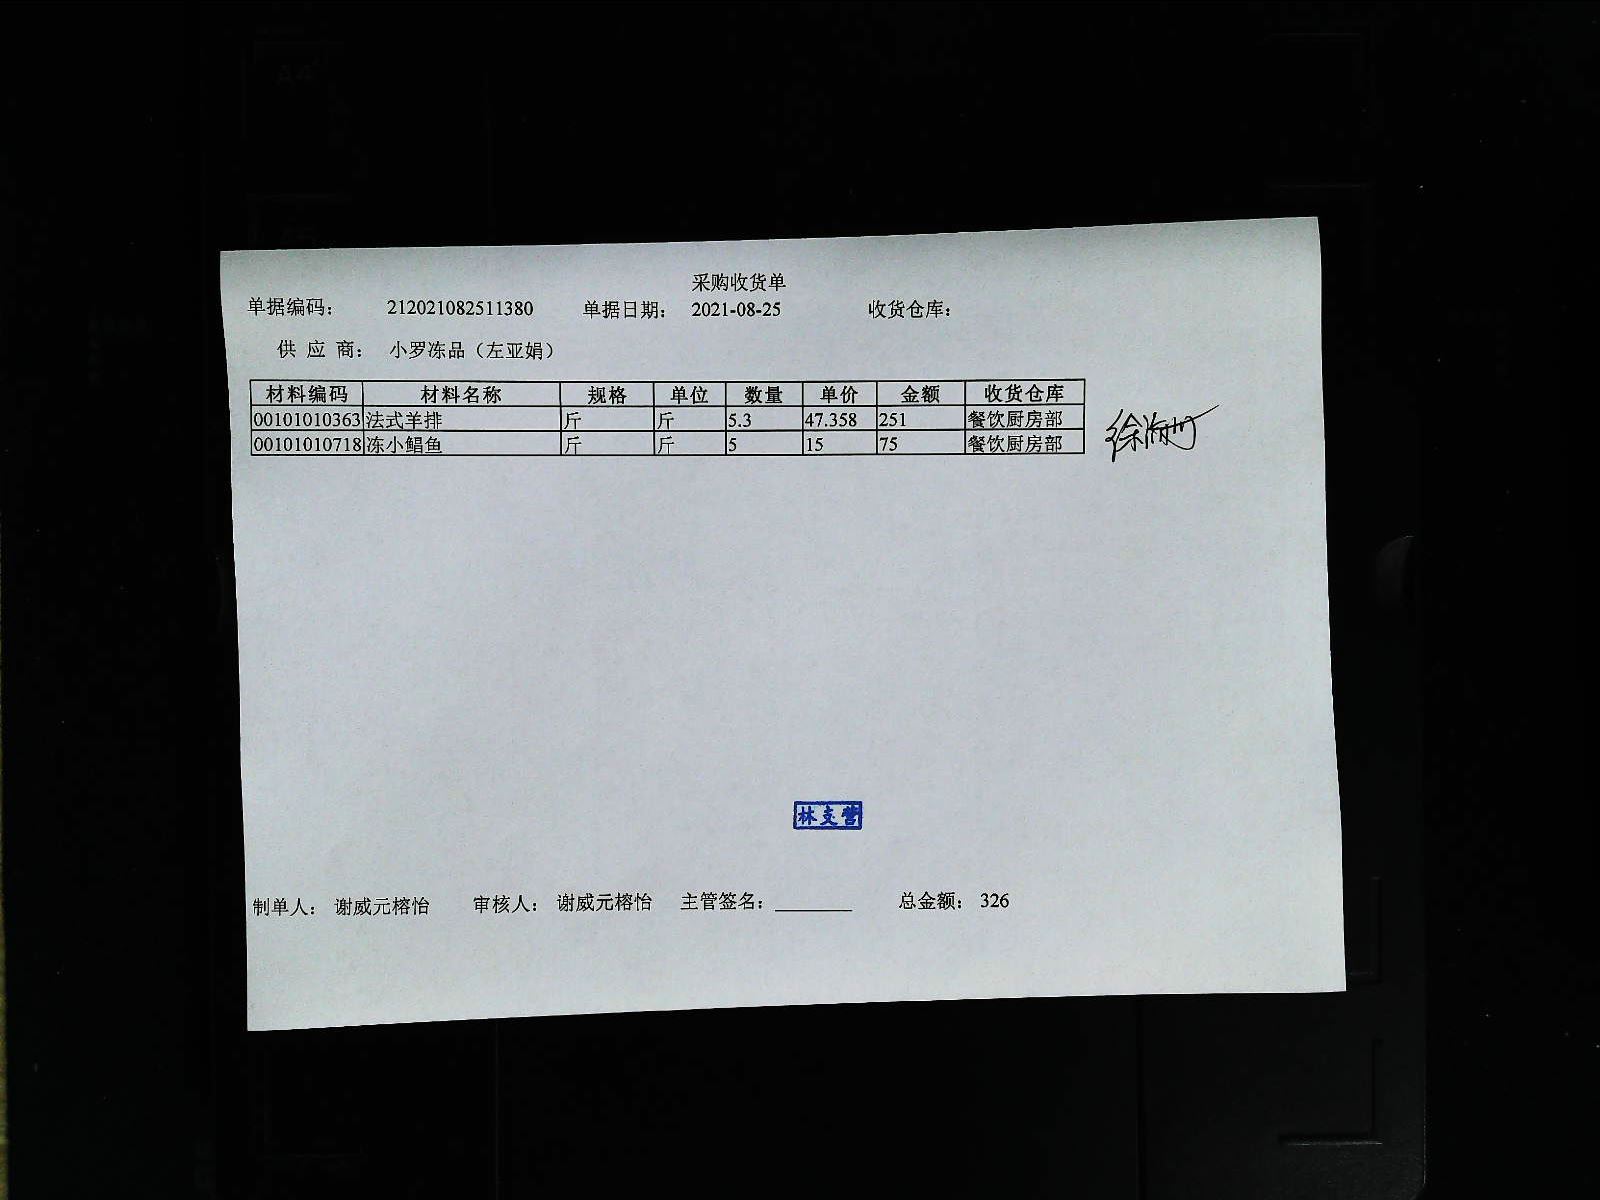 采购收货单
单据编码： 212021082511380 单据日期： 2021-08-25 收货仓库：
供 应 商： 小罗冻品（左亚娟）
材料编码 材料名称 规格 单位 数量 单价 金额 收货仓库
00101010363 法式羊排 斤 斤 5.3 47.358 251 餐饮厨房部
00101010718 冻小鲳鱼 斤 斤 5 15 75 餐饮厨房部
林支营
制单人： 谢威元榕怡 审核人： 谢威元榕怡 主管签名： 总金额： 326